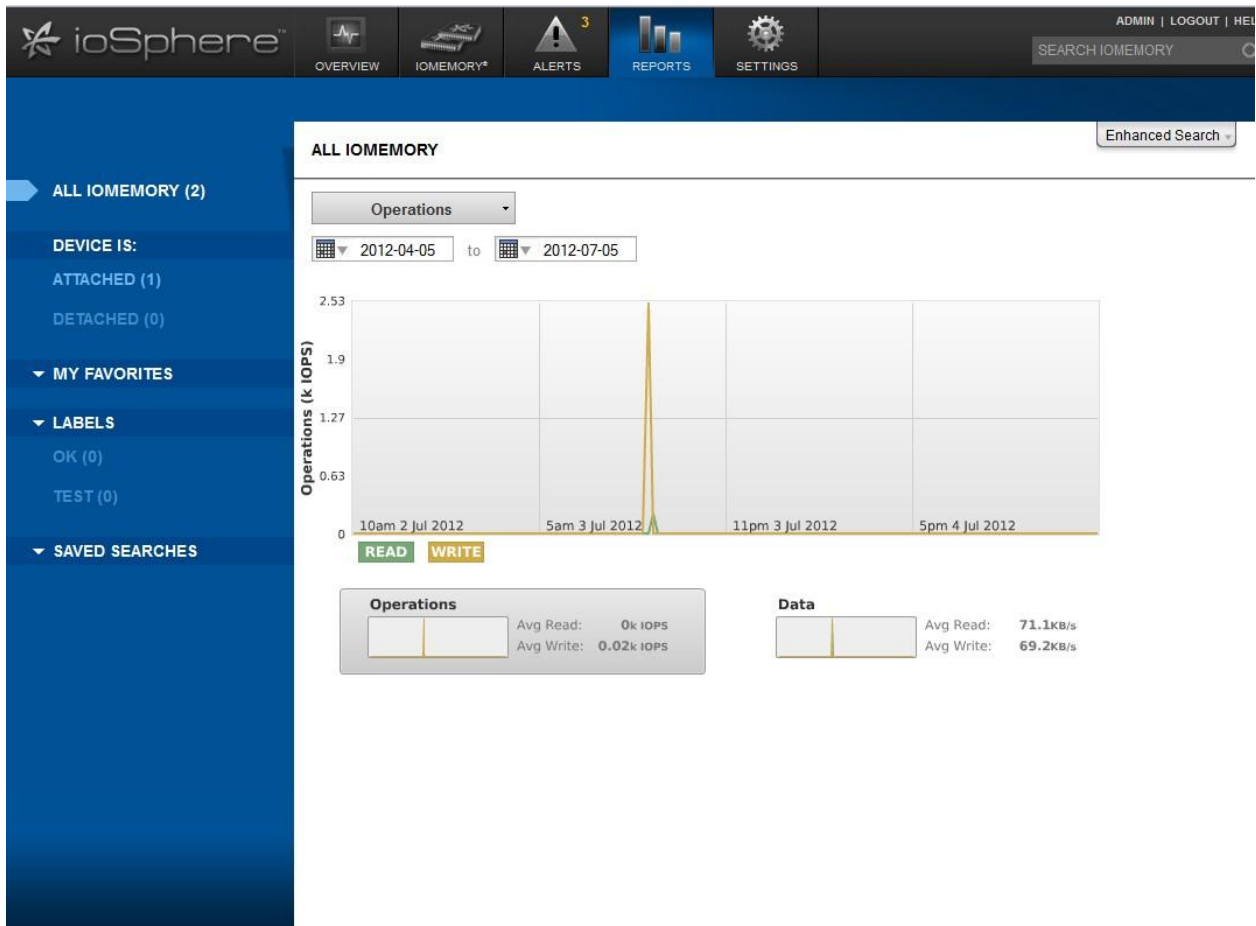 ioSphere™
OVERVIEW
IOMEMORY®
ALERTS
3
REPORTS
SETTINGS
ADMIN | LOGOUT | HEL
SEARCH IOMEMORY
ALL IOMEMORY (2)
DEVICE IS:
ATTACHED (1)
DETACHED (0)
MY FAVORITES
LABELS
OK (0)
TEST (0)
SAVED SEARCHES
ALL IOMEMORY
Enhanced Search
Operations
2012-04-05 to 2012-07-05
Operations (k IOPS)
2.53
1.9
1.27
0.63
0
10am 2 Jul 2012
5am 3 Jul 2012
11pm 3 Jul 2012
5pm 4 Jul 2012
READ WRITE
Operations
Avg Read: 0k IOPS
Avg Write: 0.02k IOPS
Data
Avg Read: 71.1KB/s
Avg Write: 69.2KB/s